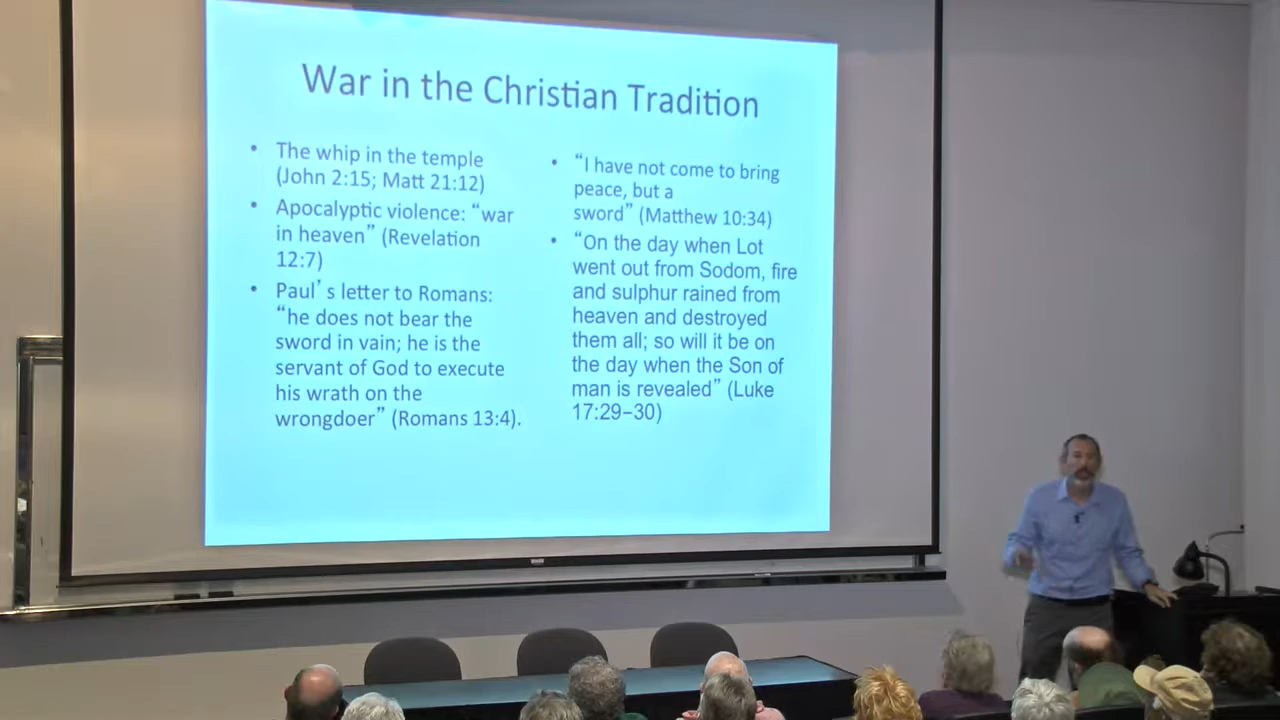 War in the Christian Tradition
• The whip in the temple
(John 2:15; Matt 21:12)
• Apocalyptic violence: “war
in heaven” (Revelation
12:7)
• Paul’s letter to Romans:
“he does not bear the
sword in vain; he is the
servant of God to execute
his wrath on the
wrongdoer” (Romans 13:4).
• “I have not come to bring
peace, but a
sword” (Matthew 10:34)
• “On the day when Lot
went out from Sodom, fire
and sulphur rained from
heaven and destroyed
them all; so will it be on
the day when the Son of
man is revealed” (Luke
17:29–30)